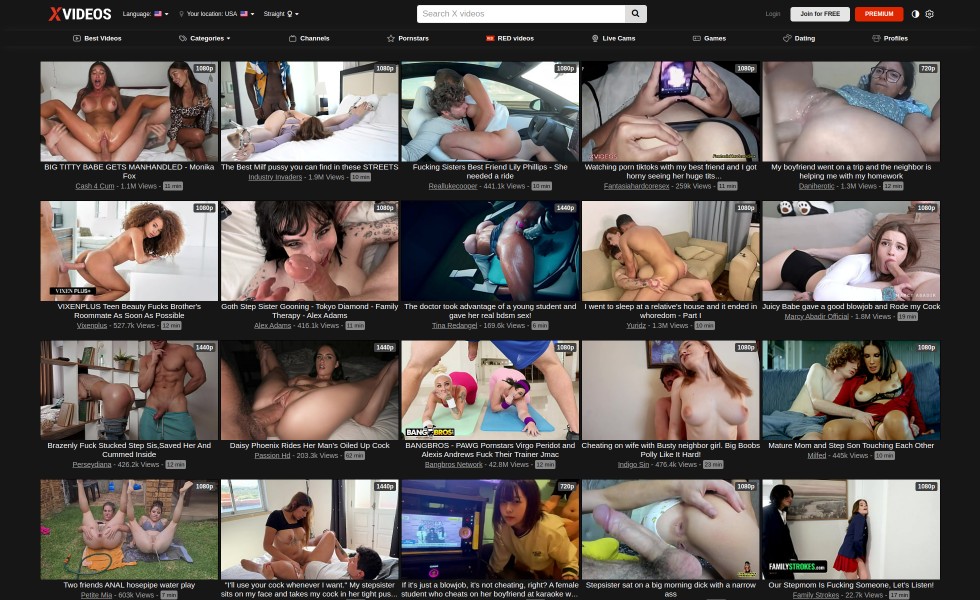 XVIDEOS
Language:
Your location: USA
Straight
Search X videos
Login
Join for FREE
PREMIUM
Best Videos
Categories
Channels
Pornstars
RED videos
Live Cams
Games
Dating
Profiles
1080p
BIG TITTY BABE GETS MANHANDLED - Monika
Fox
Cash 4 Cum - 1.1M Views - 11 min
1080p
The Best Milf pussy you can find in these STREETS
Industry Invaders - 1.9M Views - 10 min
1080p
Fucking Sisters Best Friend Lily Phillips - She
needed a ride
Reallukecooper - 441.1k Views - 10 min
1080p
Watching porn tiktoks with my best friend and I got
horny seeing her huge tits...
Fantasiahardcoresex - 259k Views - 11 min
720p
My boyfriend went on a trip and the neighbor is
helping me with my homework
Daniherotic - 1.3M Views - 12 min
1080p
VIXEN PLUS+
VIXENPLUS Teen Beauty Fucks Brother's
Roommate As Soon As Possible
Vixenplus - 527.7k Views - 12 min
1080p
Goth Step Sister Gooning - Tokyo Diamond - Family
Therapy - Alex Adams
Alex Adams - 416.1k Views - 11 min
1440p
The doctor took advantage of a young student and
gave her real bdsm sex!
Tina Redangel - 169.6k Views - 6 min
1080p
I went to sleep at a relative's house and it ended in
whoredom - Part I
Yuridz - 1.3M Views - 10 min
1080p
Juicy Babe gave a good blowjob and Rode my Cock
Marcy Abadir Official - 1.8M Views - 19 min
1440p
Brazenly Fuck Stucked Step Sis,Saved Her And
Cummed Inside
Perseydiana - 426.2k Views - 12 min
1440p
Daisy Phoenix Rides Her Man's Oiled Up Cock
Passion Hd - 203.3k Views - 62 min
1080p
BANG BROS!
BANGBROS - PAWG Pornstars Virgo Peridot and
Alexis Andrews Fuck Their Trainer Jmac
Bangbros Network - 42.8M Views - 12 min
1080p
Cheating on wife with Busty neighbor girl. Big Boobs
Polly Like It Hard!
Indigo Sin - 476.4k Views - 23 min
1080p
Mature Mom and Step Son Touching Each Other
Milfed - 445k Views - 10 min
1080p
Two friends ANAL hosepipe water play
Petite Mia - 603k Views - 7 min
1440p
"I'll use your cock whenever I want." My stepsister
sits on my face and takes my cock in her tight pus...
720p
If it's just a blowjob, it's not cheating, right? A female
student who cheats on her boyfriend at karaoke w...
1080p
Stepsister sat on a big morning dick with a narrow
ass
1080p
FAMILYSTROKES.com
Our Stepmom Is Fucking Someone, Let's Listen!
Family Strokes - 22.7k Views - 17 min